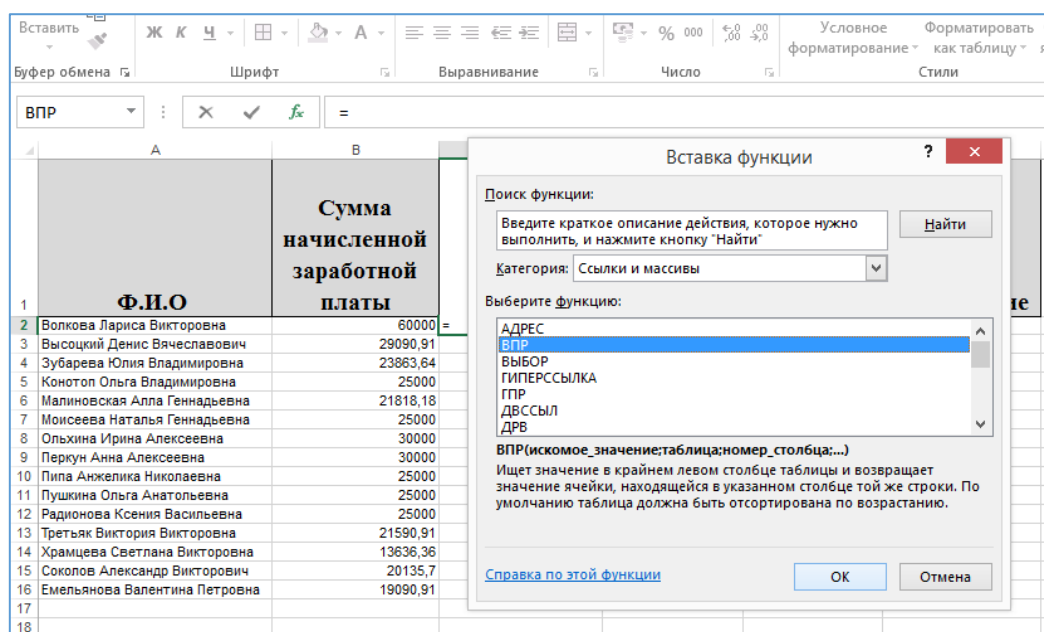 Вставить
Ж К Ч
А
% 000
,0 ,00
,00 ,0
Условное форматирование
Форматировать как таблицу
Буфер обмена
Шрифт
Выравнивание
Число
Стили
ВПР
fx
=
A
B
1
Ф.И.О
Сумма
начисленной
заработной
платы
2 Волкова Лариса Викторовна 60000 =
3 Высоцкий Денис Вячеславович 29090,91
4 Зубарева Юлия Владимировна 23863,64
5 Конотоп Ольга Владимировна 25000
6 Малиновская Алла Геннадьевна 21818,18
7 Моисеева Наталья Геннадьевна 25000
8 Ольхина Ирина Алексеевна 30000
9 Перкун Анна Алексеевна 30000
10 Пипа Анжелика Николаевна 25000
11 Пушкина Ольга Анатольевна 25000
12 Радионова Ксения Васильевна 25000
13 Третьяк Виктория Викторовна 21590,91
14 Храмцева Светлана Викторовна 13636,36
15 Соколов Александр Викторович 20135,7
16 Емельянова Валентина Петровна 19090,91
17
18
Вставка функции
?
Поиск функции:
Введите краткое описание действия, которое нужно
выполнить, и нажмите кнопку "Найти"
Найти
Категория: Ссылки и массивы
Выберите функцию:
АДРЕС
ВПР
ВЫБОР
ГИПЕРССЫЛКА
ГПР
ДВССЫЛ
ДРВ
ВПР(искомое_значение;таблица;номер_столбца;...)
Ищет значение в крайнем левом столбце таблицы и возвращает
значение ячейки, находящейся в указанном столбце той же строки. По
умолчанию таблица должна быть отсортирована по возрастанию.
Справка по этой функции
ОК
Отмена